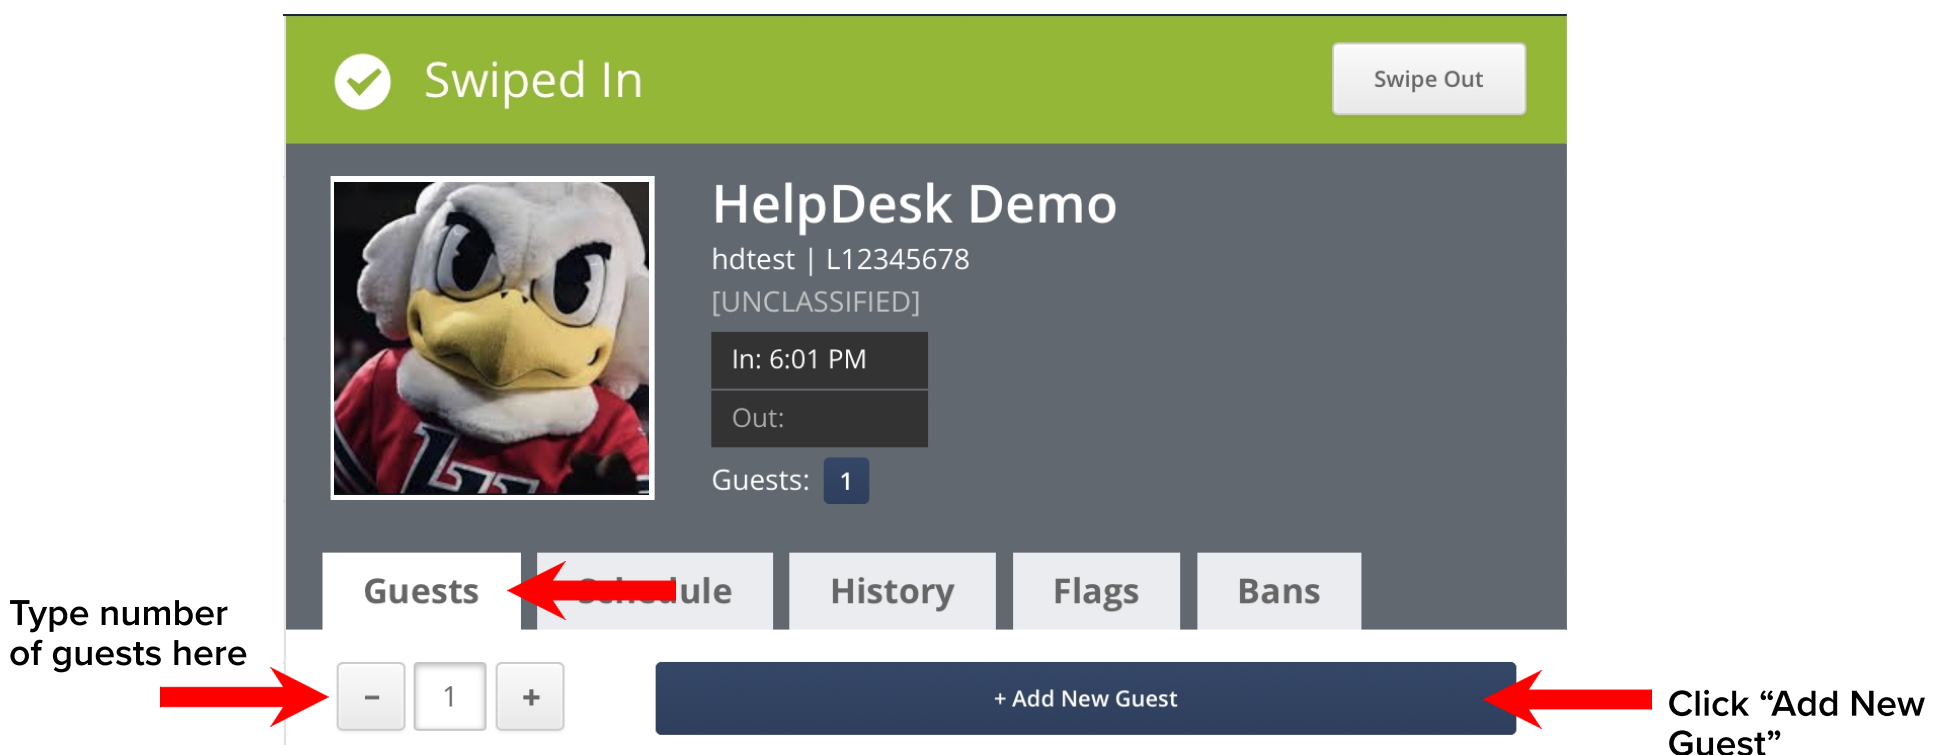 Swiped In
Swipe Out
HelpDesk Demo
hdtest | L12345678
[UNCLASSIFIED]
In: 6:01 PM
Out:
Guests: 1
Guests
Schedule
History
Flags
Bans
Type number
of guests here
- 1 +
+ Add New Guest
Click “Add New
Guest”